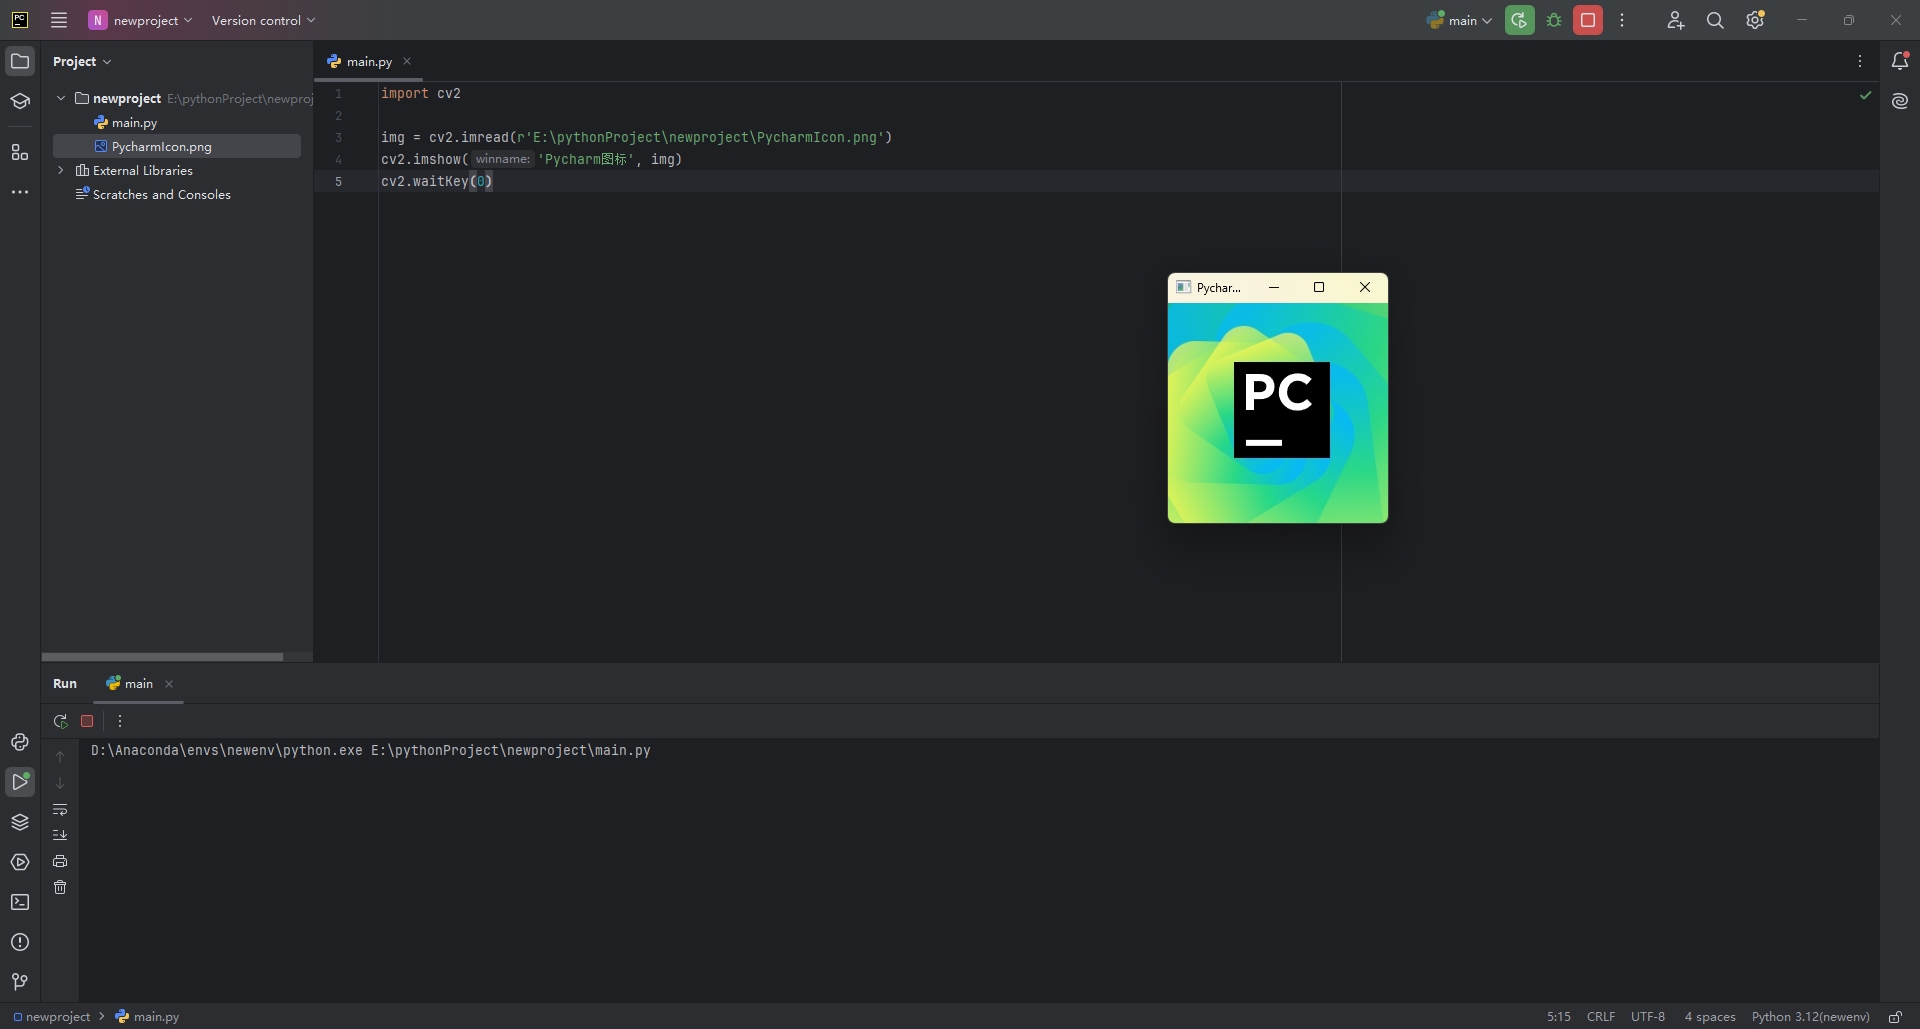 PC
N newproject Version control main
Project
main.py
newproject E:\pythonProject\newproj
main.py
PycharmIcon.png
External Libraries
Scratches and Consoles
1 import cv2
2
3 img = cv2.imread(r'E:\pythonProject\newproject\PycharmIcon.png')
4 cv2.imshow( winname: 'Pycharm图标', img)
5 cv2.waitKey(0)
Pychar...
PC
Run main
D:\Anaconda\envs\newenv\python.exe E:\pythonProject\newproject\main.py
newproject main.py 5:15 CRLF UTF-8 4 spaces Python 3.12(newenv)